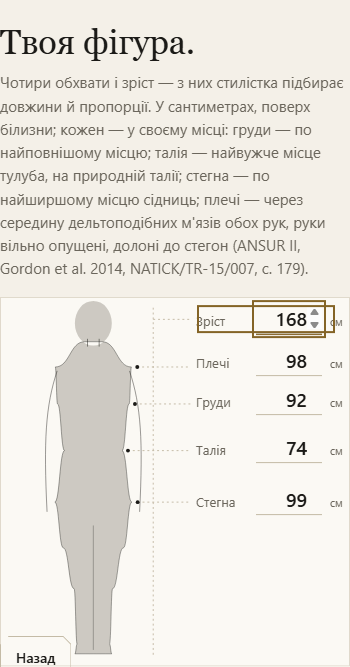 Твоя фігура.
Чотири обхвати і зріст — з них стилістка підбирає
довжини й пропорції. У сантиметрах, поверх
білизни; кожен — у своєму місці: груди — по
найповнішому місцю; талія — найвужче місце
тулуба, на природній талії; стегна — по
найширшому місцю сідниць; плечі — через
середину дельтоподібних м'язів обох рук, руки
вільно опущені, долоні до стегон (ANSUR II,
Gordon et al. 2014, NATICK/TR-15/007, с. 179).
Зріст 168 см
Плечі 98 см
Груди 92 см
Талія 74 см
Стегна 99 см
Назад